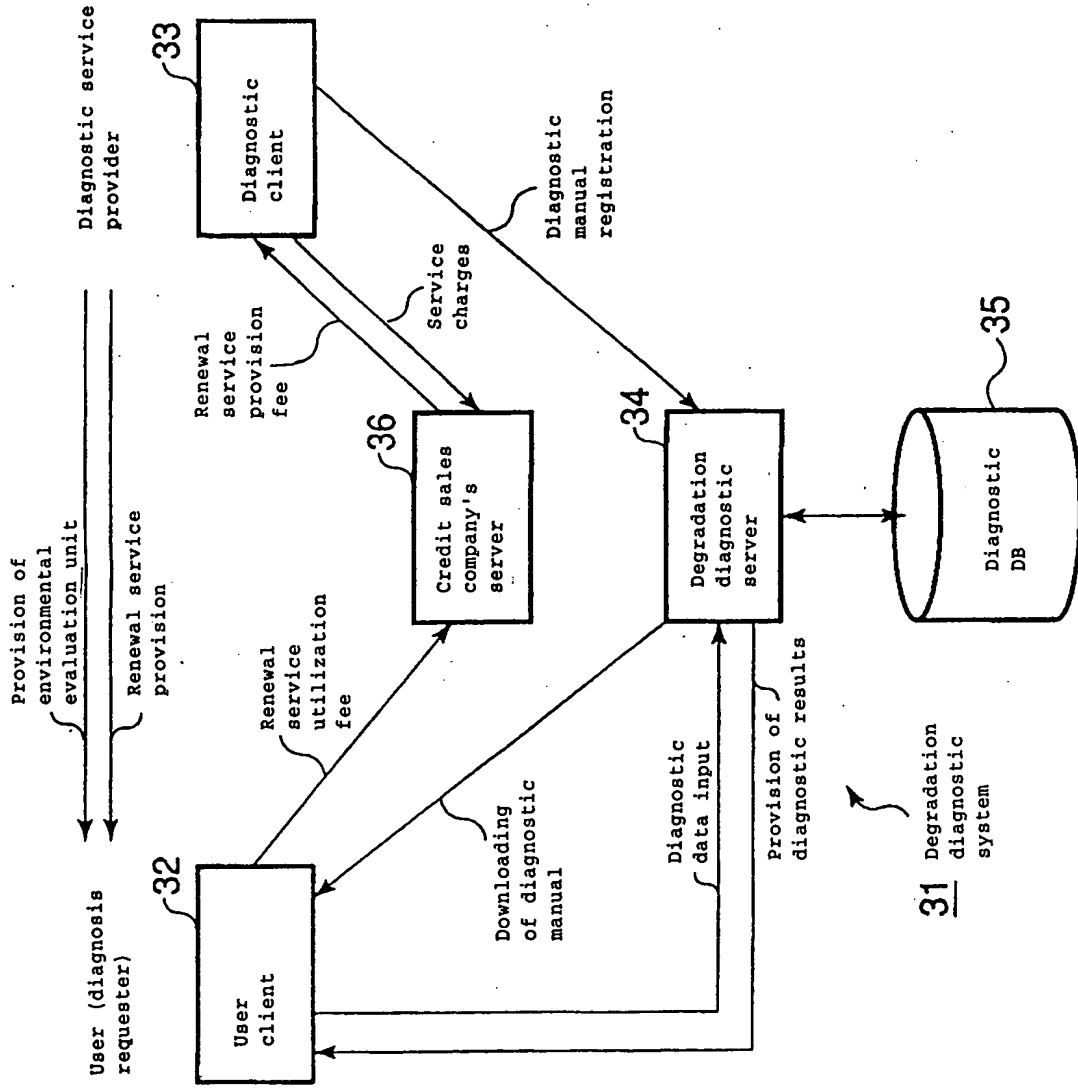 User (diagnosis
requester)
Provision of
environmental
evaluation unit
Renewal service
provision
Diagnostic service
provider
32
User
client
33
Diagnostic
client
Renewal
service
utilization
fee
Renewal
service
provision
fee
Service
charges
36
Credit sales
company's
server
Downloading
of diagnostic
manual
Diagnostic
manual
registration
34
Degradation
diagnostic
server
Diagnostic
data input
Provision of
diagnostic results
35
Diagnostic
DB
31
Degradation
diagnostic
system